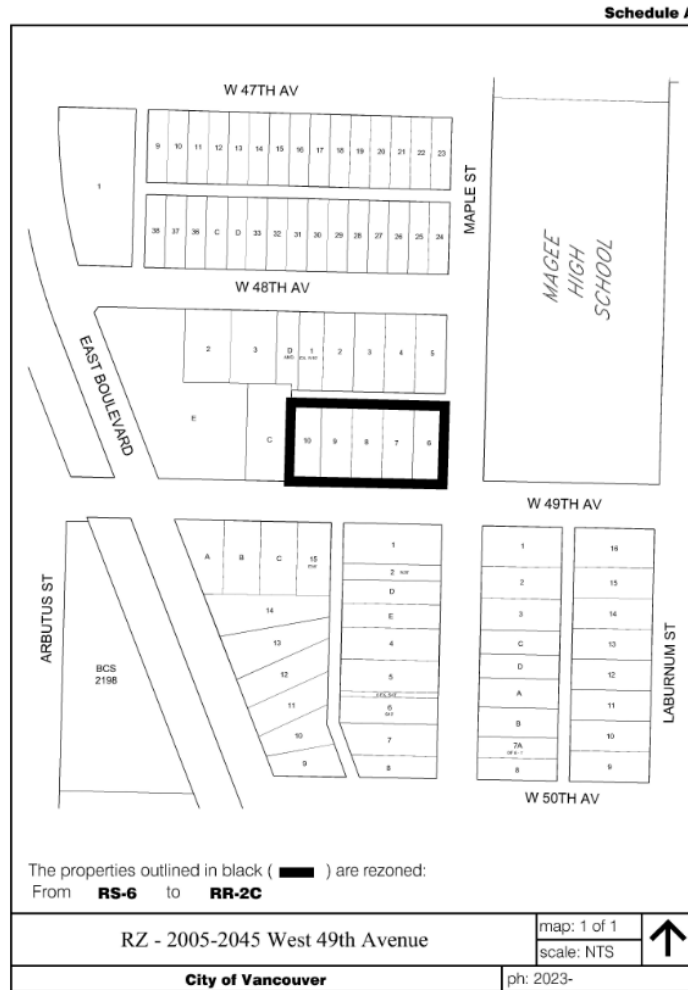 Schedule A
W 47TH AV
9 10 11 12 13 14 15 16 17 18 19 20 21 22 23
1
MAPLE ST
38 37 36 C D 33 32 31 30 29 28 27 26 25 24
MAGEE
HIGH
SCHOOL
W 48TH AV
EAST BOULEVARD
2 3 D 1 2 3 4 5
E
C
10 9 8 7 6
W 49TH AV
ARBUTUS ST
A B C 15
1
1
16
2
D
2
15
14
E
3
14
13
4
C
13
BCS
2198
12
5
D
12
LABURNUM ST
11
6
A
11
10
7
B
10
9
8
7A
8
9
W 50TH AV
The properties outlined in black ( ) are rezoned:
From RS-6 to RR-2C
RZ - 2005-2045 West 49th Avenue
map: 1 of 1
scale: NTS
City of Vancouver
ph: 2023-